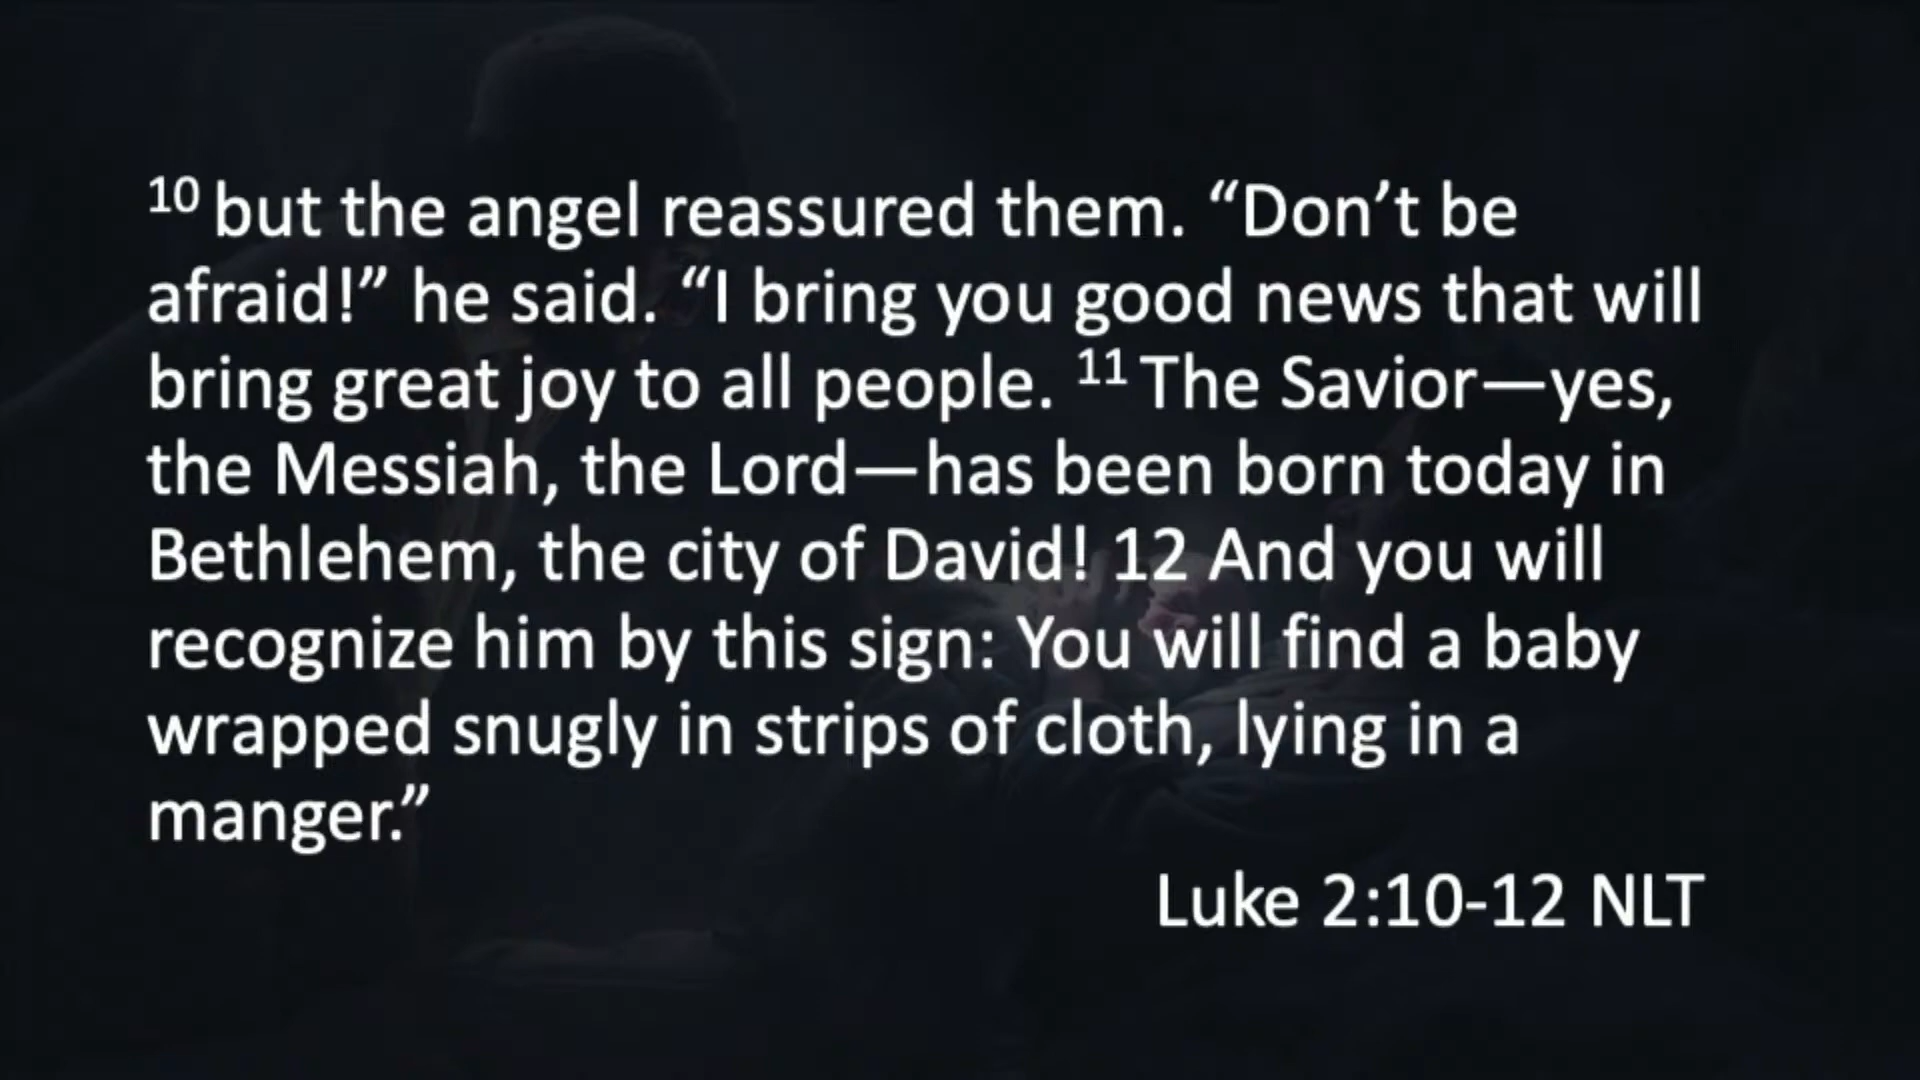 10 but the angel reassured them. “Don’t be
afraid!” he said. “I bring you good news that will
bring great joy to all people. 11 The Savior—yes,
the Messiah, the Lord—has been born today in
Bethlehem, the city of David! 12 And you will
recognize him by this sign: You will find a baby
wrapped snugly in strips of cloth, lying in a
manger.”
Luke 2:10-12 NLT